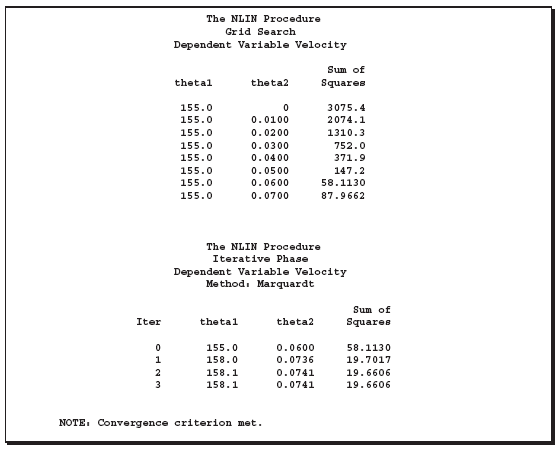 The NLIN Procedure
Grid Search
Dependent Variable Velocity
Sum of
theta1 theta2 Squares
155.0 0 3075.4
155.0 0.0100 2074.1
155.0 0.0200 1310.3
155.0 0.0300 752.0
155.0 0.0400 371.9
155.0 0.0500 147.2
155.0 0.0600 58.1130
155.0 0.0700 87.9662
The NLIN Procedure
Iterative Phase
Dependent Variable Velocity
Method: Marquardt
Sum of
Iter theta1 theta2 Squares
0 155.0 0.0600 58.1130
1 158.0 0.0736 19.7017
2 158.1 0.0741 19.6606
3 158.1 0.0741 19.6606
NOTE: Convergence criterion met.